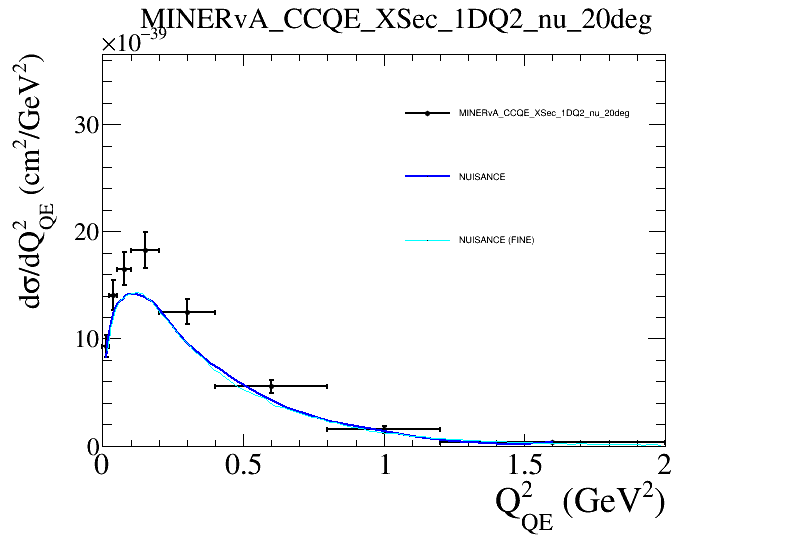 MINERvA_CCQE_XSec_1DQ2_nu_20deg
×10⁻³⁹
dσ/dQ²_QE (cm²/GeV²)
30
20
10
0
MINERvA_CCQE_XSec_1DQ2_nu_20deg
NUISANCE
NUISANCE (FINE)
0 0.5 1 1.5 2
Q²_QE (GeV²)